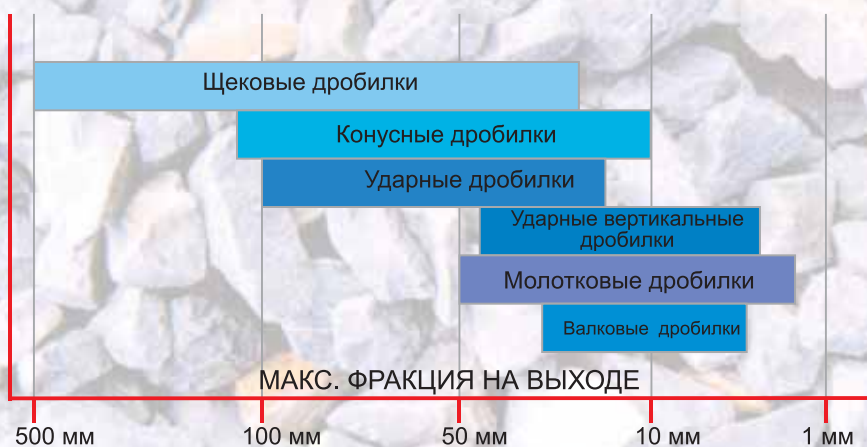 Щековые дробилки
Конусные дробилки
Ударные дробилки
Ударные вертикальные
дробилки
Молотковые дробилки
Валковые дробилки
МАКС. ФРАКЦИЯ НА ВЫХОДЕ
500 мм 100 мм 50 мм 10 мм 1 мм